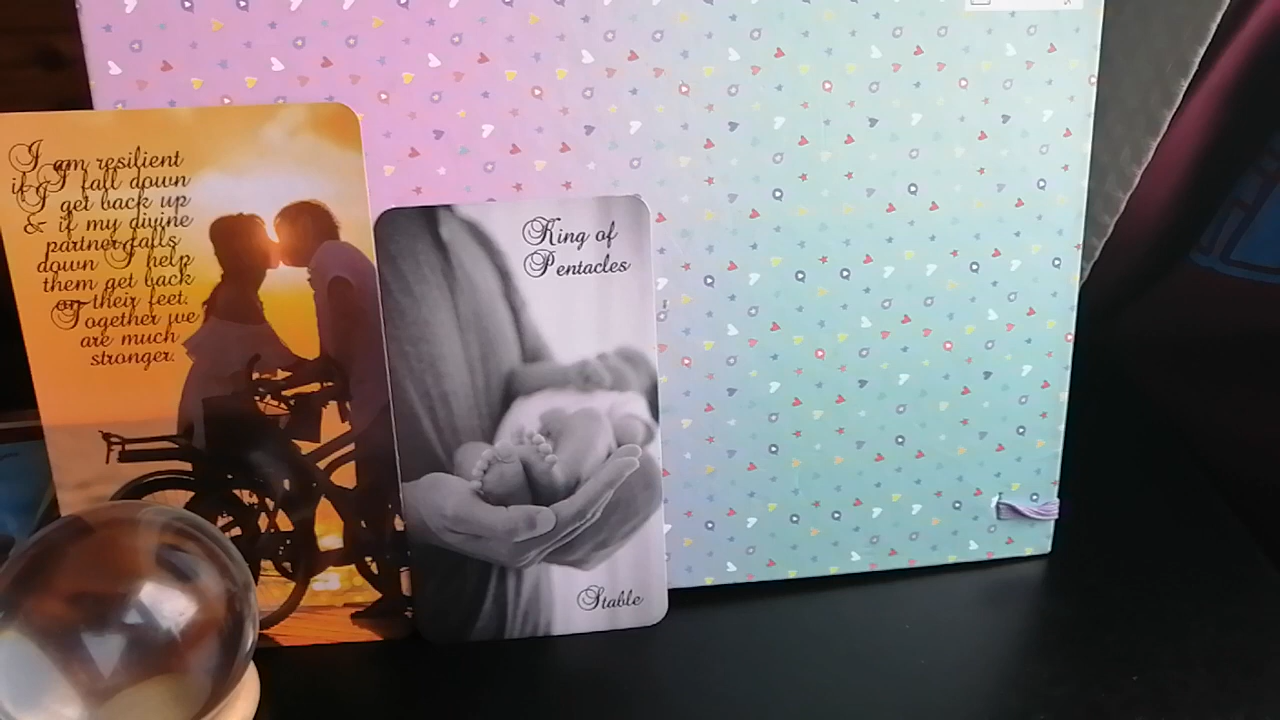 I am resilient
if I fall down
I get back up
& if my divine
partner falls
down I help
them get back
on their feet.
Together we
are much
stronger.
King of
Pentacles
Stable